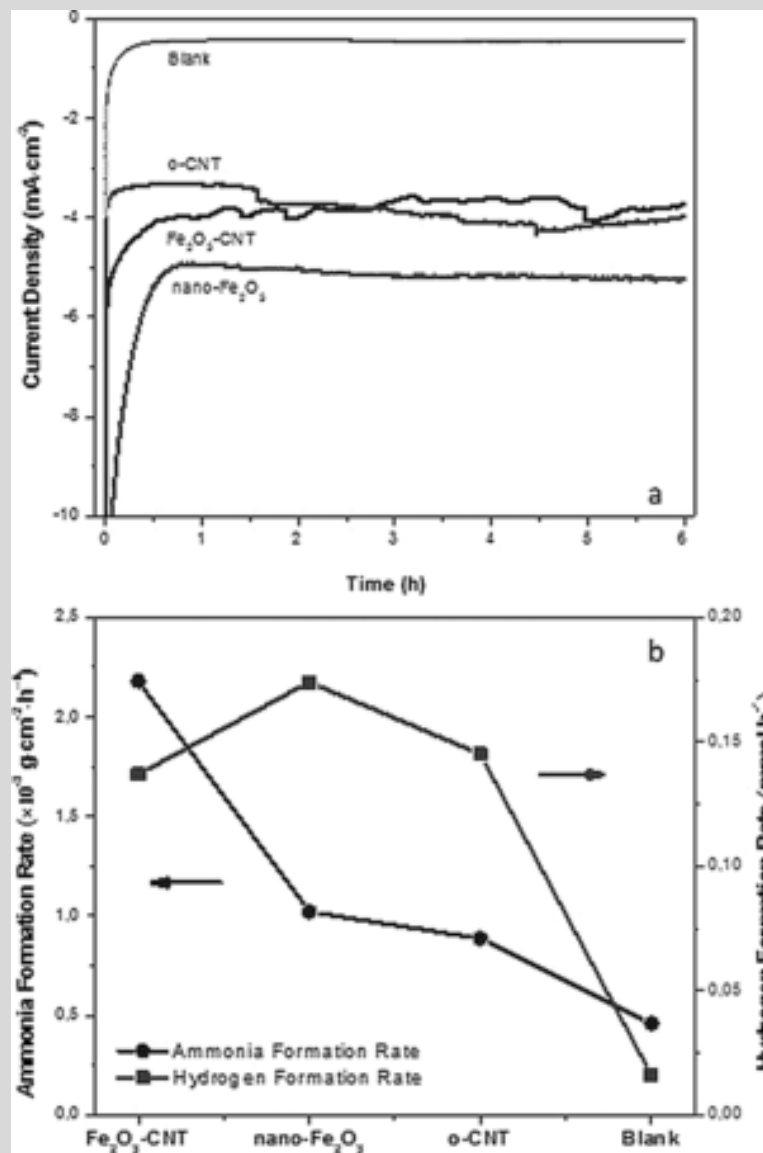 0
-2
-4
-6
-8
-10
Current Density (mA·cm⁻²)
Blank
o-CNT
Fe₂O₃-CNT
nano-Fe₂O₃
a
0 1 2 3 4 5 6
Time (h)
2.5
2.0
1.5
1.0
0.5
0.0
Ammonia Formation Rate (×10⁻³ g·cm⁻²·h⁻¹)
b
0,20
0,15
0,10
0,05
0,00
Ammonia Formation Rate
Hydrogen Formation Rate
Fe₂O₃-CNT nano-Fe₂O₃ o-CNT Blank